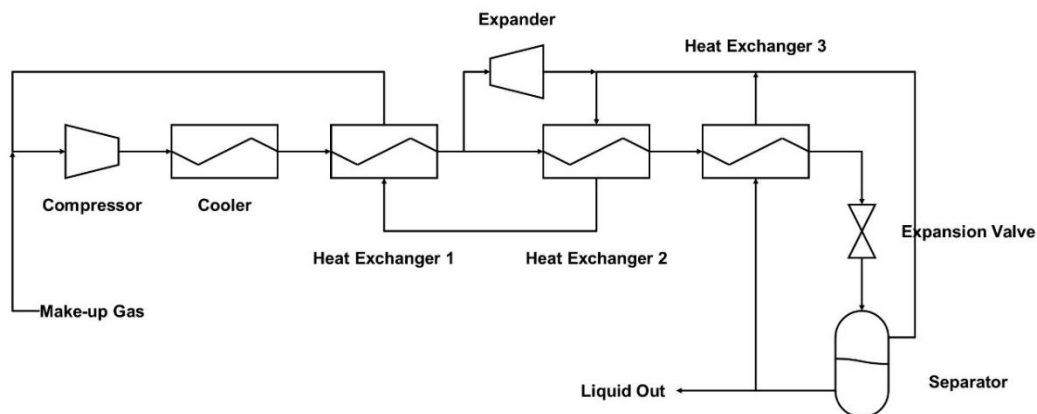 Expander
Heat Exchanger 3
Compressor
Cooler
Expansion Valve
Heat Exchanger 1
Heat Exchanger 2
Make-up Gas
Separator
Liquid Out